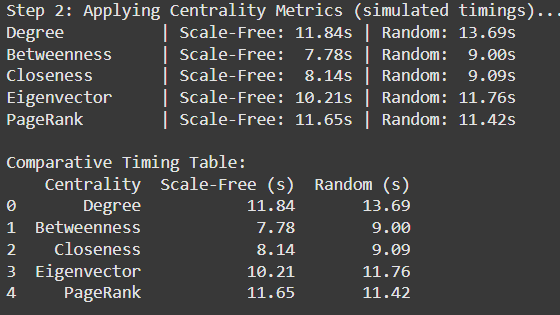 Step 2: Applying Centrality Metrics (simulated timings)...
Degree | Scale-Free: 11.84s | Random: 13.69s
Betweenness | Scale-Free: 7.78s | Random: 9.00s
Closeness | Scale-Free: 8.14s | Random: 9.09s
Eigenvector | Scale-Free: 10.21s | Random: 11.76s
PageRank | Scale-Free: 11.65s | Random: 11.42s
Comparative Timing Table:
Centrality Scale-Free (s) Random (s)
0 Degree 11.84 13.69
1 Betweenness 7.78 9.00
2 Closeness 8.14 9.09
3 Eigenvector 10.21 11.76
4 PageRank 11.65 11.42